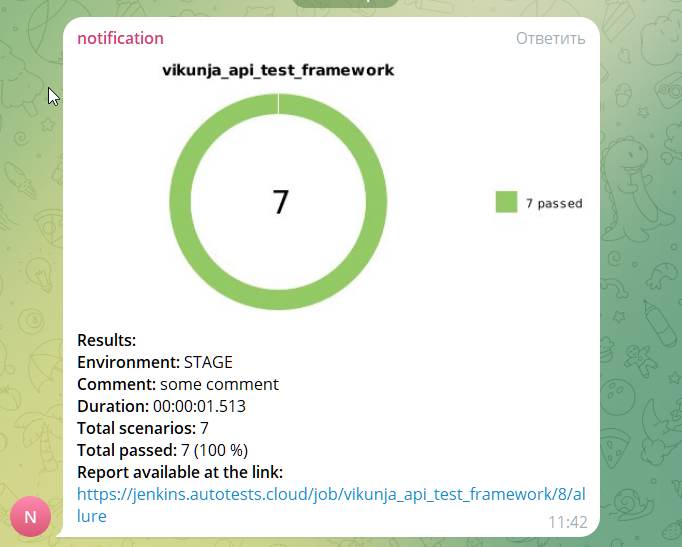 notification
Ответить
vikunja_api_test_framework
7
7 passed
Results:
Environment: STAGE
Comment: some comment
Duration: 00:00:01.513
Total scenarios: 7
Total passed: 7 (100 %)
Report available at the link:
https://jenkins.autotests.cloud/job/vikunja_api_test_framework/8/al
lure
N
11:42